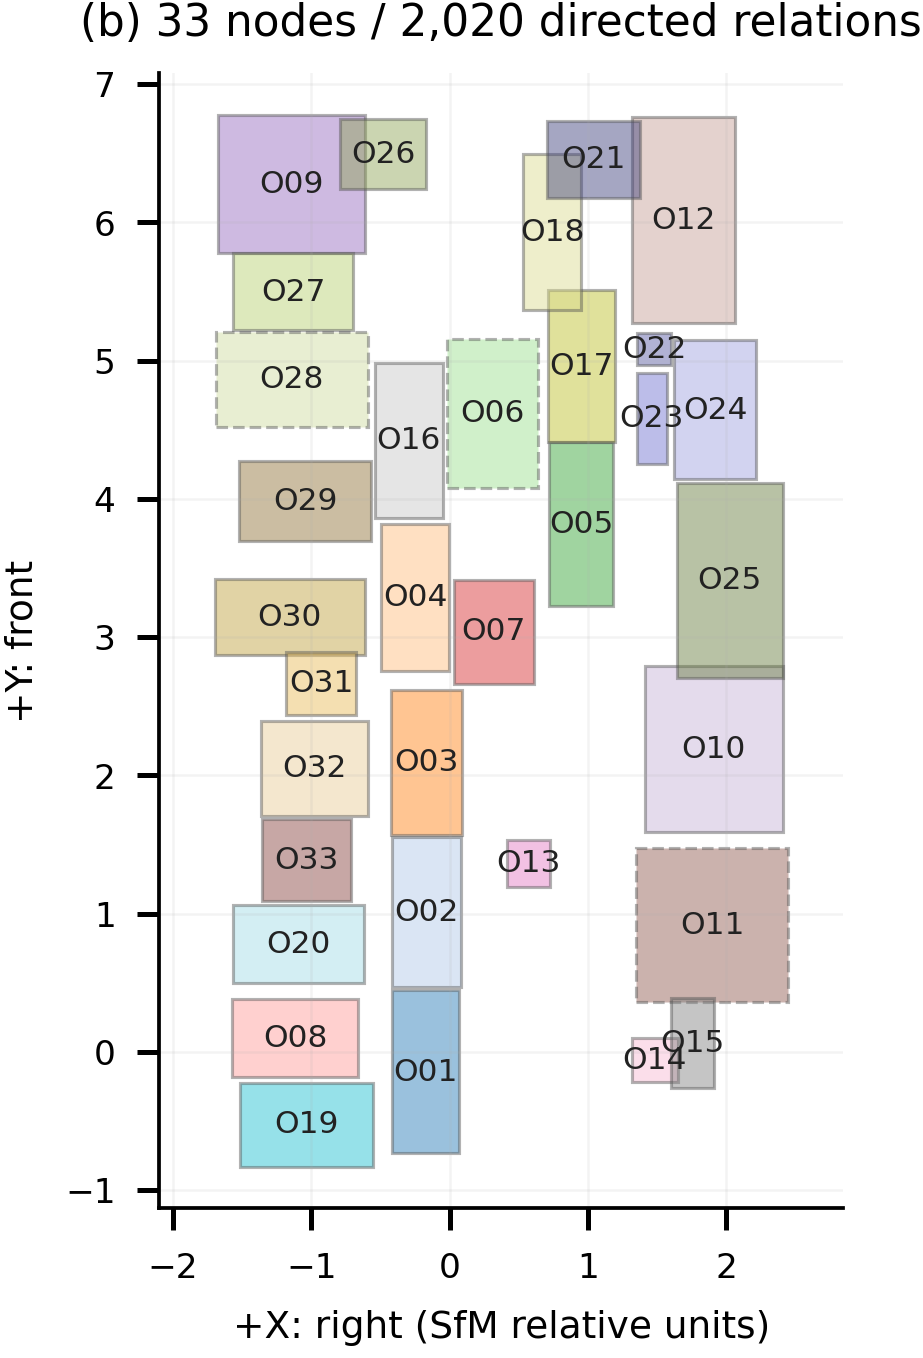 (b) 33 nodes / 2,020 directed relations
7
O26
O21
O09
O12
6
O18
O27
O22
5
O17
O28
O24
O06
O23
O16
4
O29
O05
O25
O04
O30
O07
3
+Y: front
O31
O10
O32
O03
2
O33
O13
O02
1
O11
O20
O15
0
O08
O14
O01
O19
−1
−2
−1
0
1
2
+X: right (SfM relative units)